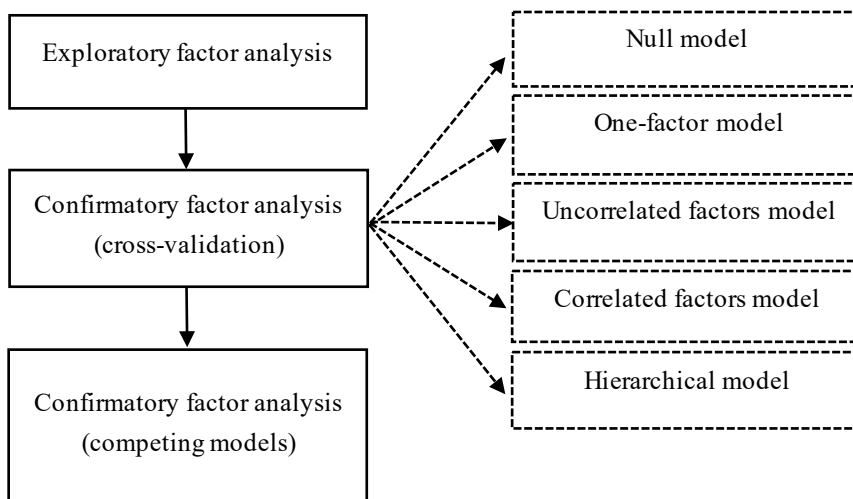 Exploratory factor analysis
Confirmatory factor analysis
(cross-validation)
Confirmatory factor analysis
(competing models)
Null model
One-factor model
Uncorrelated factors model
Correlated factors model
Hierarchical model